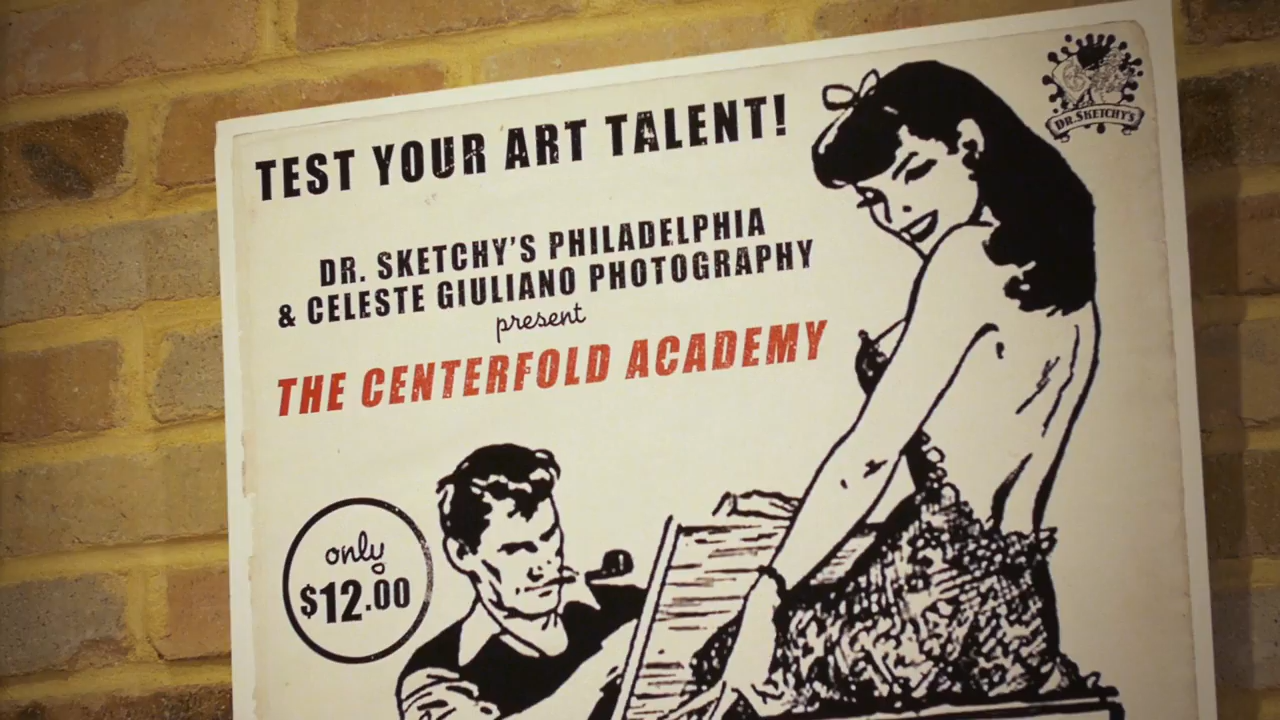 TEST YOUR ART TALENT!
DR. SKETCHY'S
DR. SKETCHY'S PHILADELPHIA
& CELESTE GIULIANO PHOTOGRAPHY
present
THE CENTERFOLD ACADEMY
only
$12.00